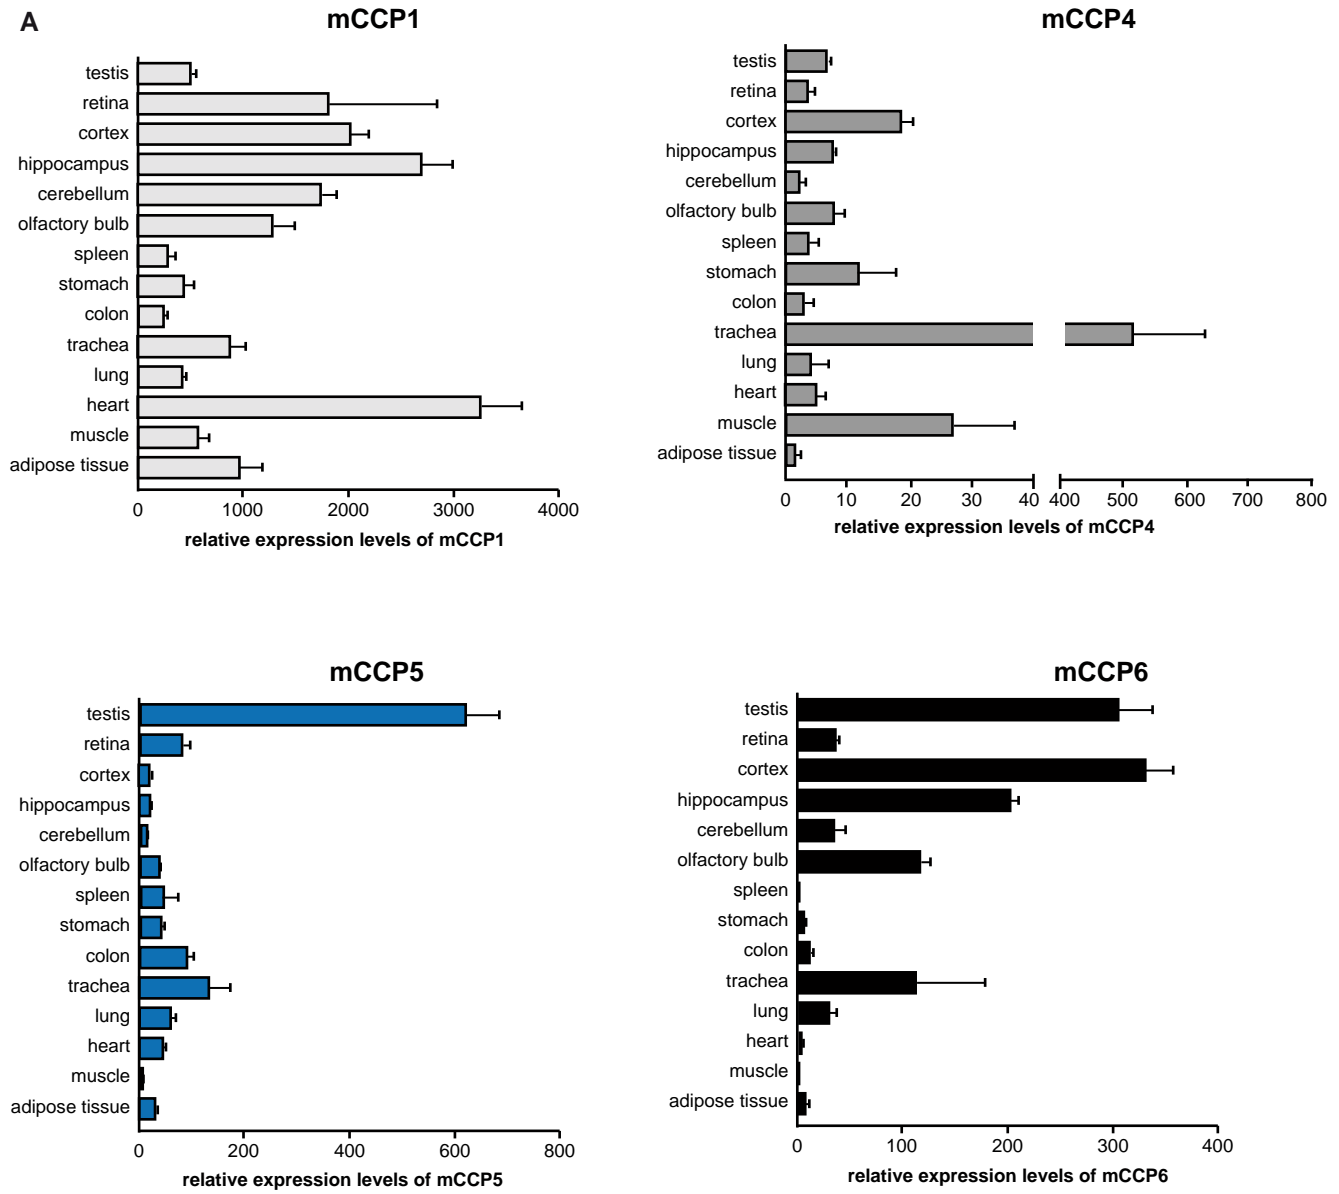 A
mCCP1
testis
retina
cortex
hippocampus
cerebellum
olfactory bulb
spleen
stomach
colon
trachea
lung
heart
muscle
adipose tissue
0 1000 2000 3000 4000
relative expression levels of mCCP1
mCCP4
testis
retina
cortex
hippocampus
cerebellum
olfactory bulb
spleen
stomach
colon
trachea
lung
heart
muscle
adipose tissue
0 10 20 30 40 400 500 600 700 800
relative expression levels of mCCP4
mCCP5
testis
retina
cortex
hippocampus
cerebellum
olfactory bulb
spleen
stomach
colon
trachea
lung
heart
muscle
adipose tissue
0 200 400 600 800
relative expression levels of mCCP5
mCCP6
testis
retina
cortex
hippocampus
cerebellum
olfactory bulb
spleen
stomach
colon
trachea
lung
heart
muscle
adipose tissue
0 100 200 300 400
relative expression levels of mCCP6